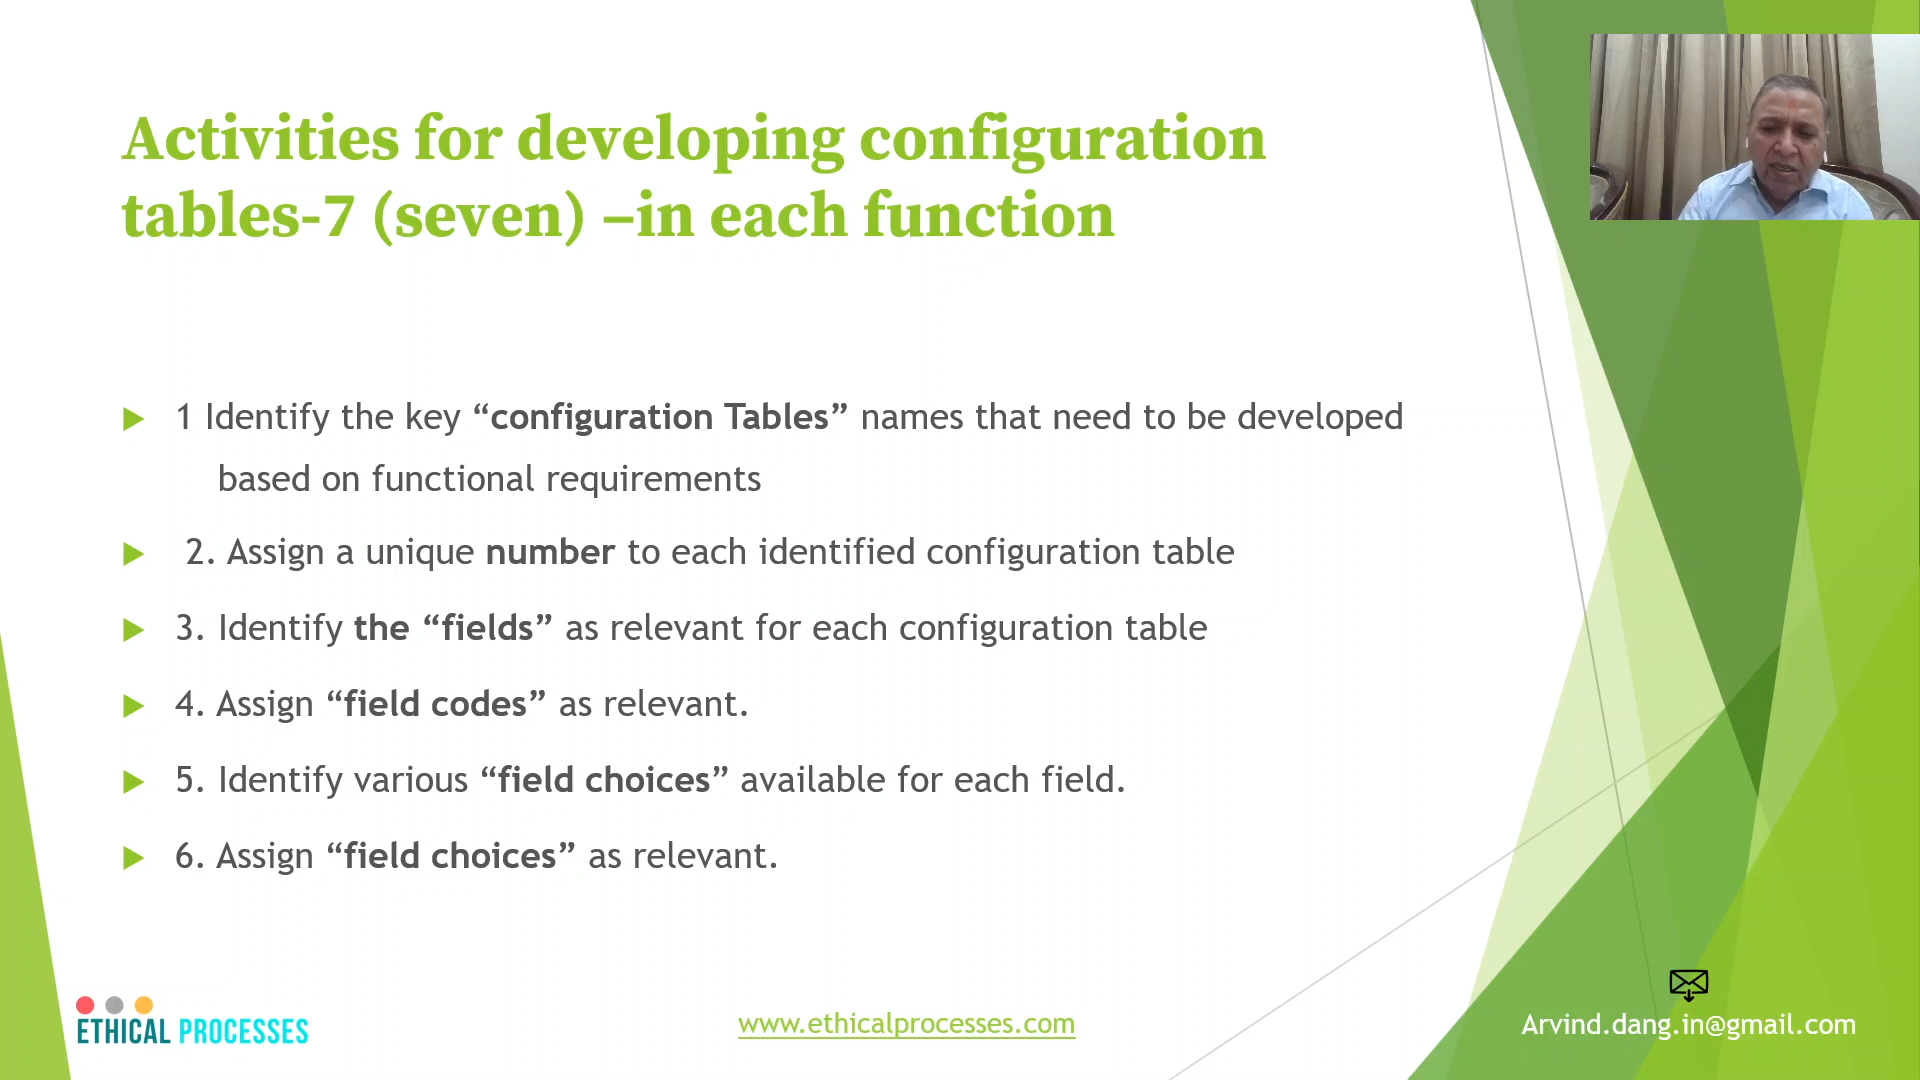 Activities for developing configuration
tables-7 (seven) –in each function
1 Identify the key “configuration Tables” names that need to be developed
based on functional requirements
2. Assign a unique number to each identified configuration table
3. Identify the “fields” as relevant for each configuration table
4. Assign “field codes” as relevant.
5. Identify various “field choices” available for each field.
6. Assign “field choices” as relevant.
ETHICAL PROCESSES
www.ethicalprocesses.com
Arvind.dang.in@gmail.com